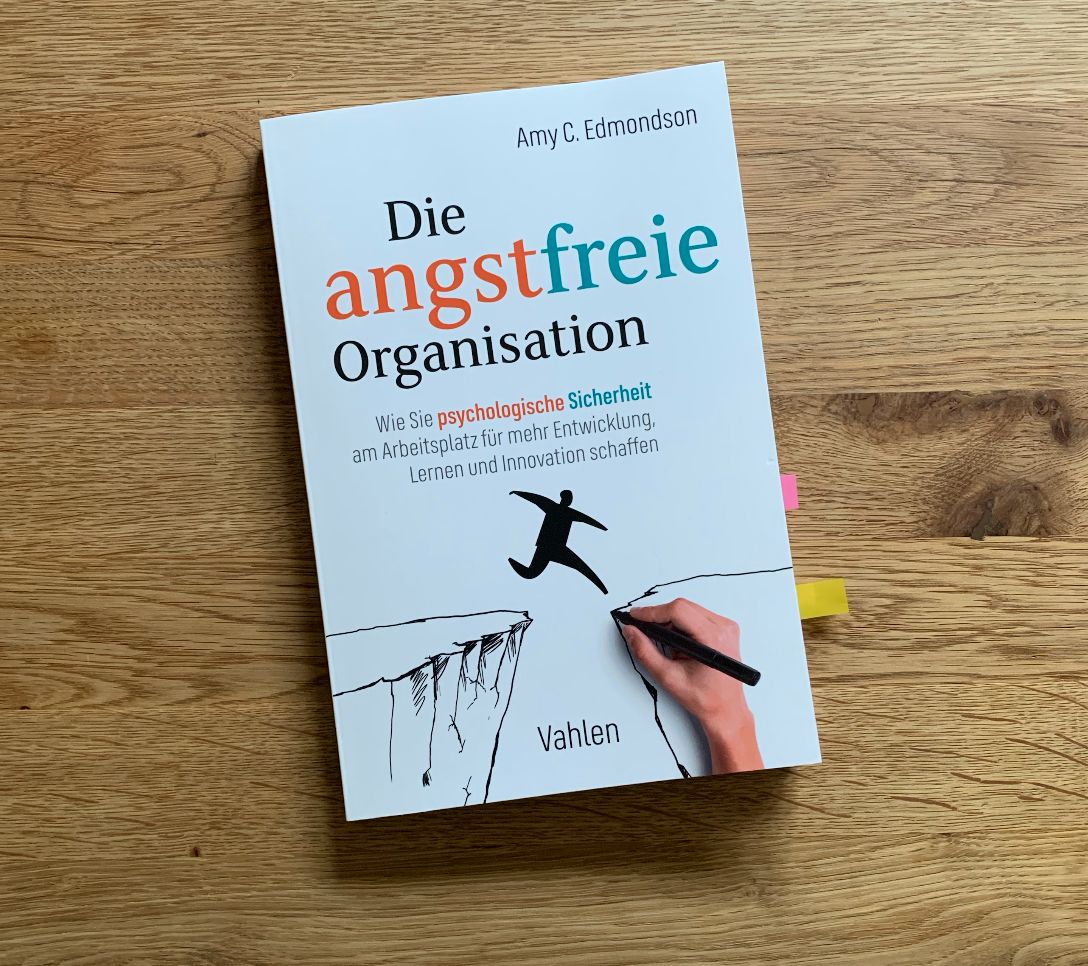 Amy C. Edmondson
Die
angstfreie
Organisation
Wie Sie psychologische Sicherheit
am Arbeitsplatz für mehr Entwicklung,
Lernen und Innovation schaffen
Vahlen